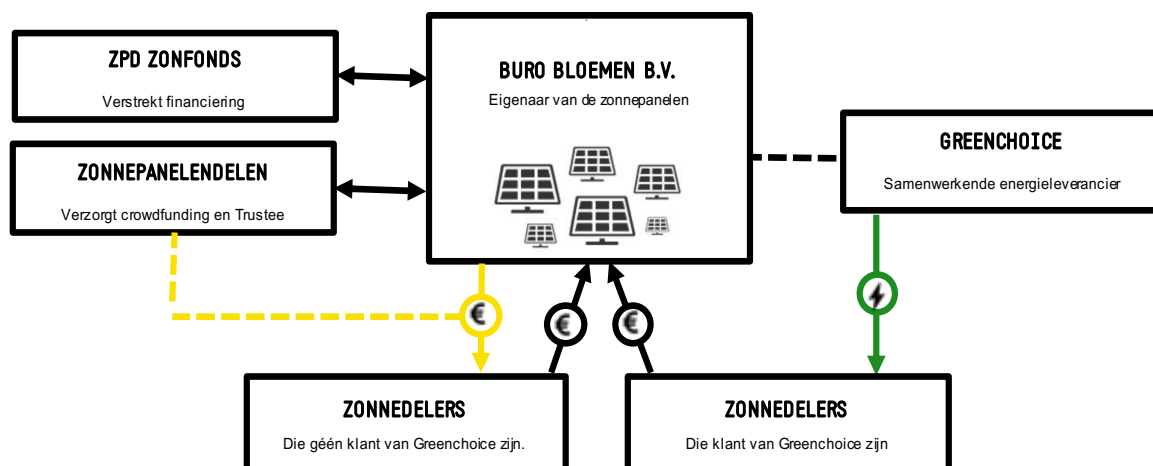 ZPD ZONFONDS
Verstrekt financiering
ZONNEPANELENDELEN
Verzorgt crowdfunding en Trustee
BURO BLOEMEN B.V.
Eigenaar van de zonnepanelen
GREENCHOICE
Samenwerkende energieleverancier
€
€
€
ZONNEDELERS
Die géén klant van Greenchoice zijn.
ZONNEDELERS
Die klant van Greenchoice zijn